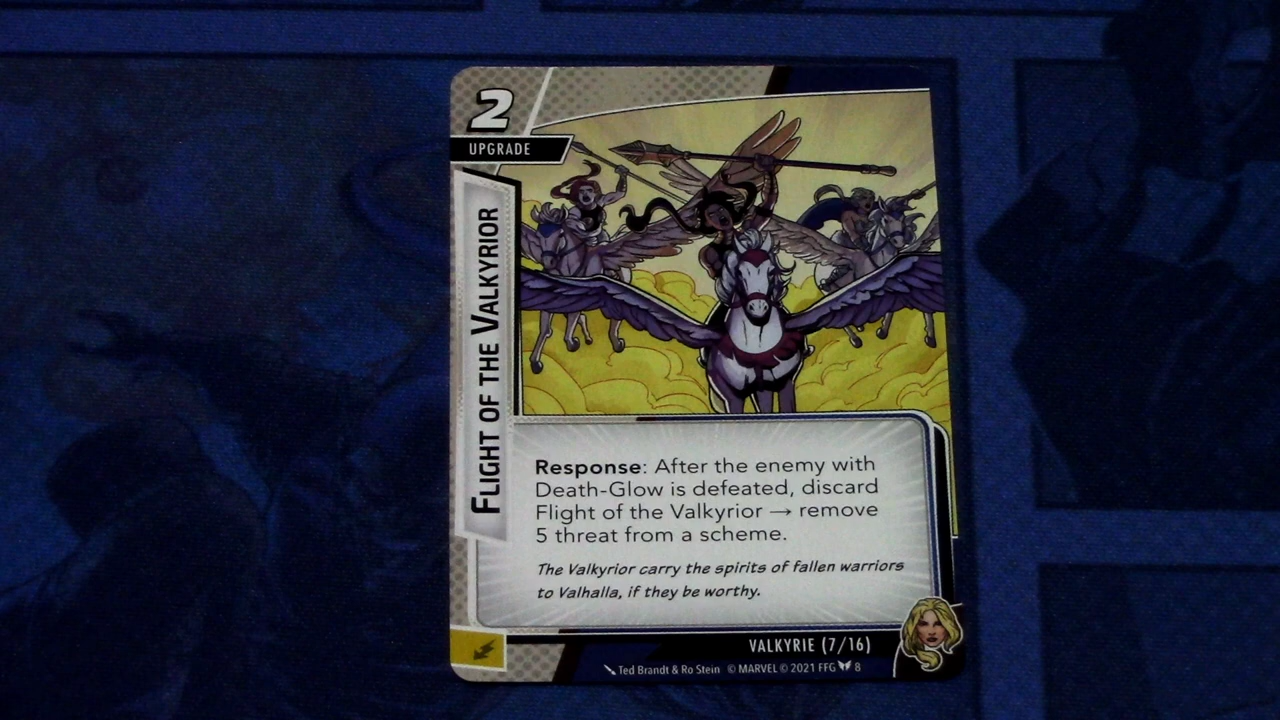 2
UPGRADE
FLIGHT OF THE VALKYRIOR
Response: After the enemy with
Death-Glow is defeated, discard
Flight of the Valkyrior → remove
5 threat from a scheme.
The Valkyrior carry the spirits of fallen warriors
to Valhalla, if they be worthy.
VALKYRIE (7/16)
Ted Brandt & Ro Stein © MARVEL © 2021 FFG 8